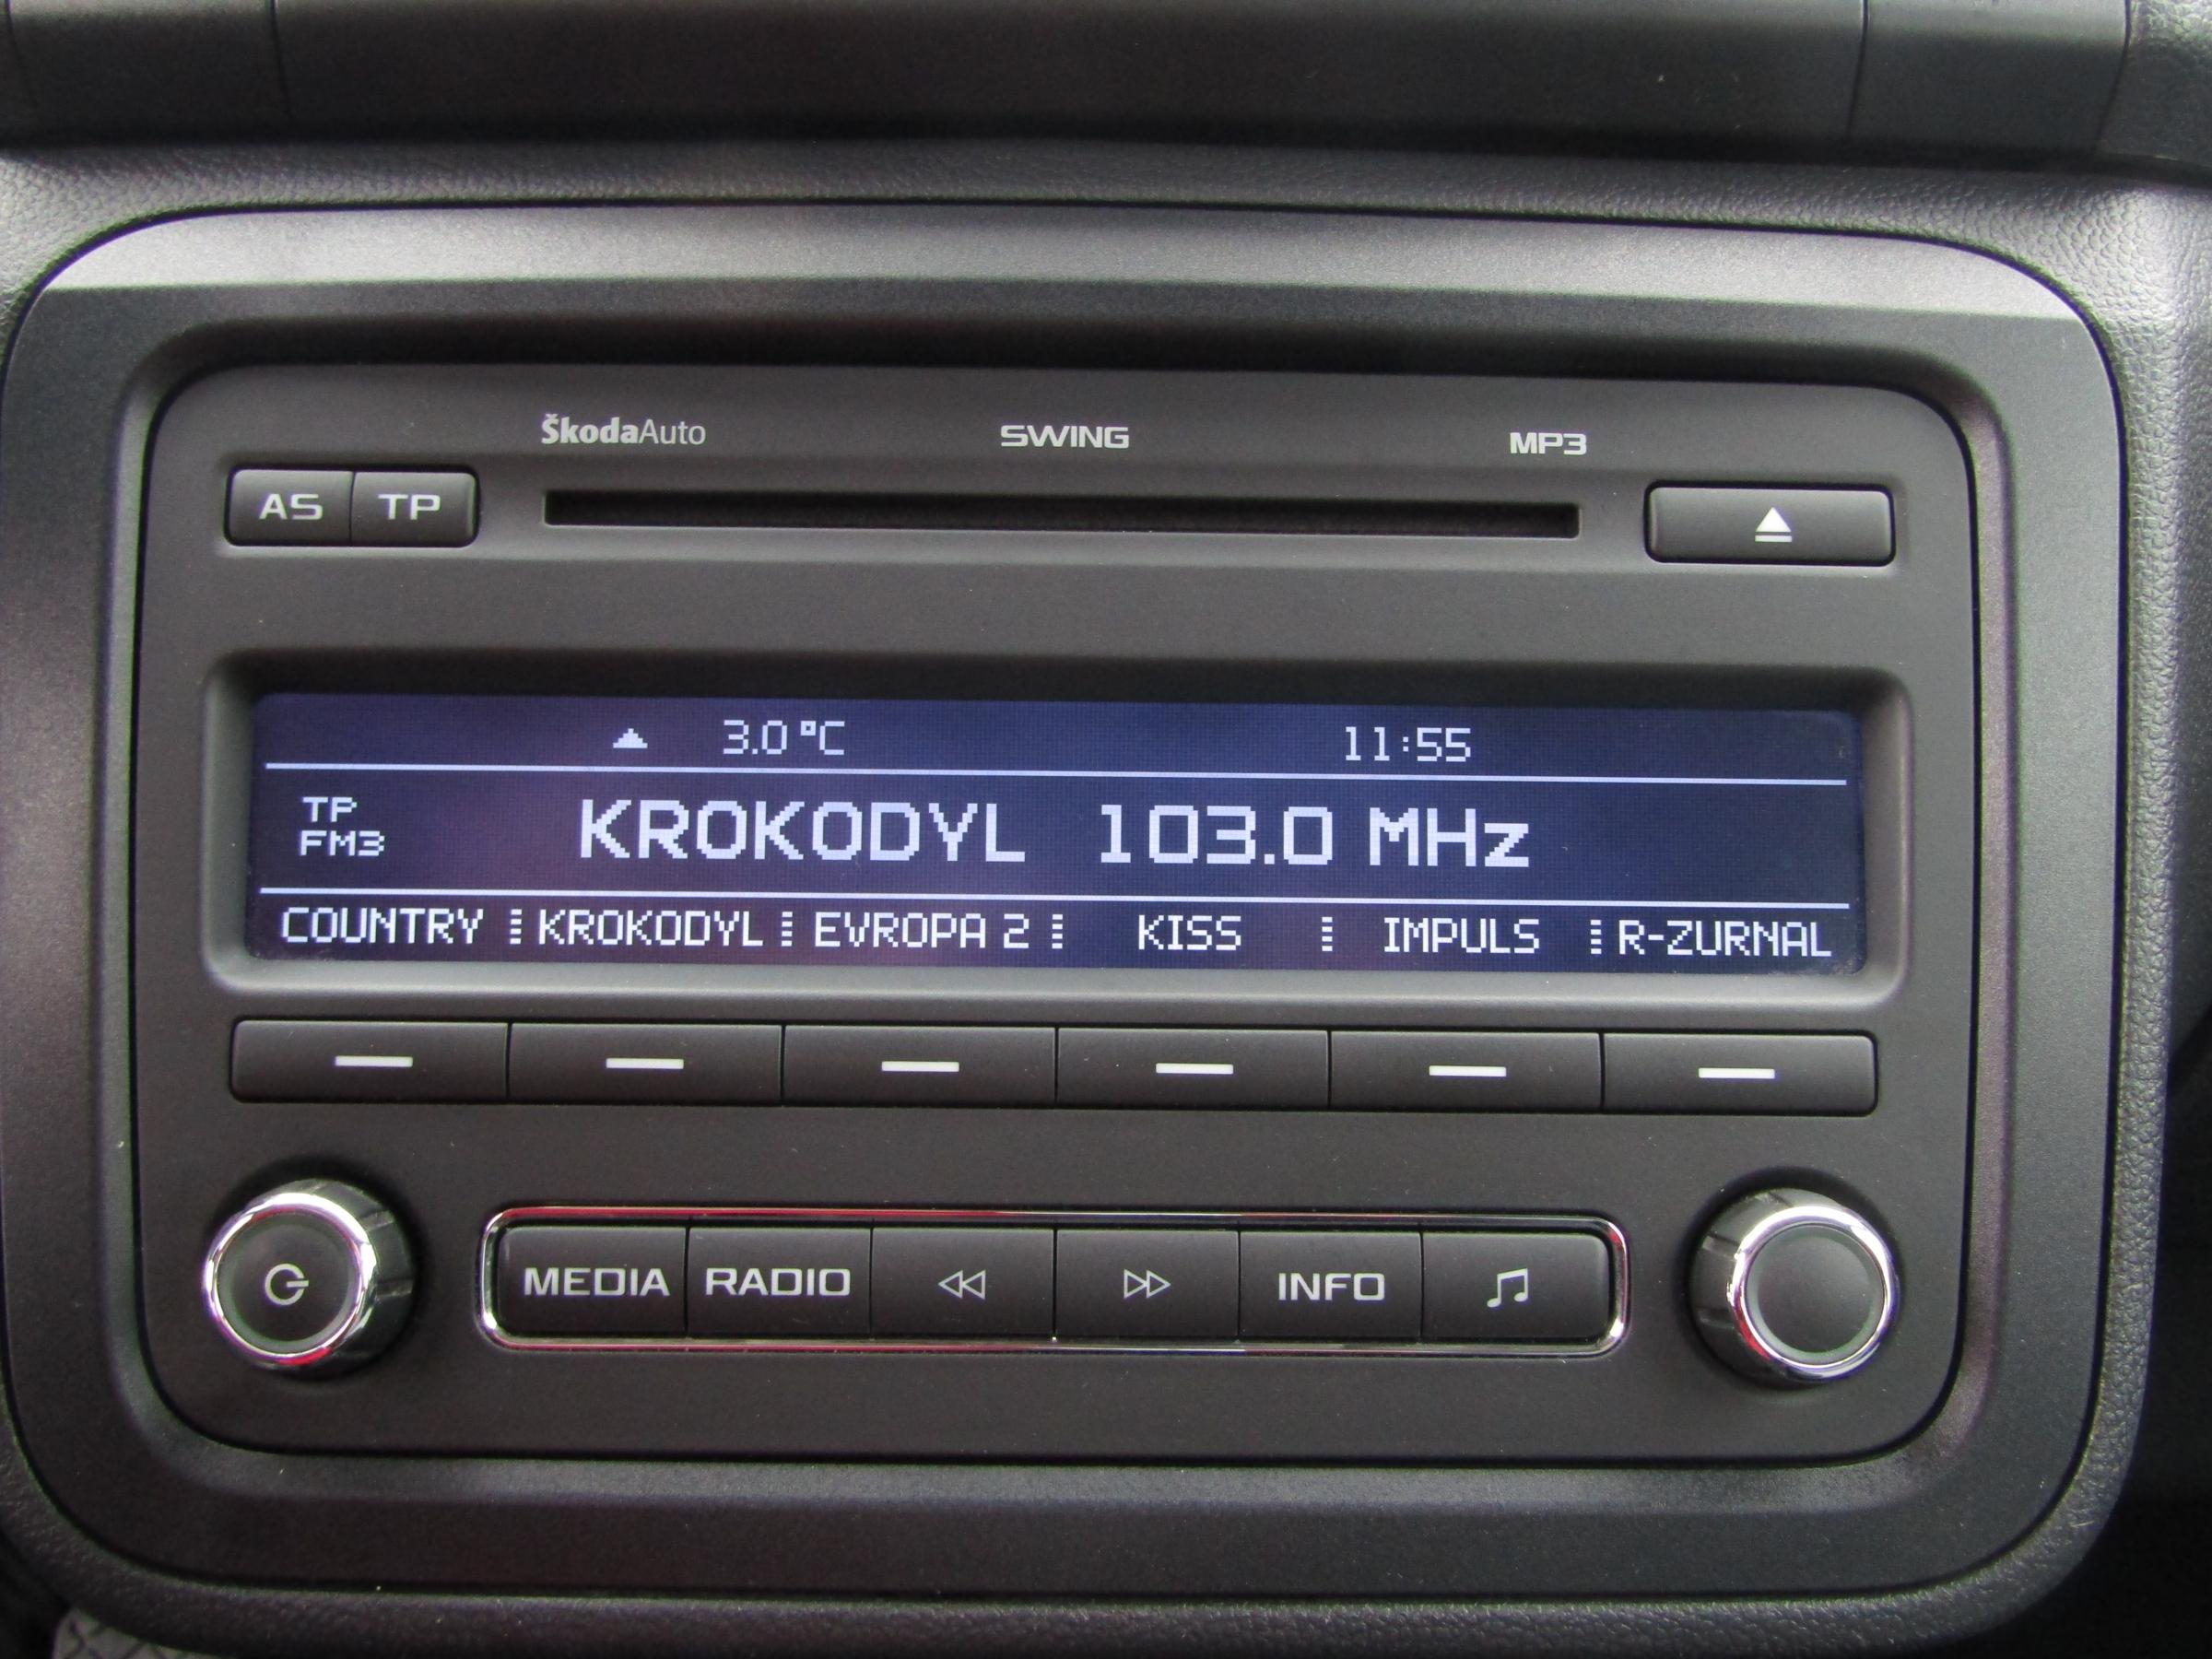 ŠkodaAuto SWING MP3
AS TP
3.0 °C 11:55
TP
FM3
KROKODYL 103.0 MHz
COUNTRY KROKODYL EVROPA 2 KISS IMPULS R-ZURNAL
MEDIA RADIO INFO